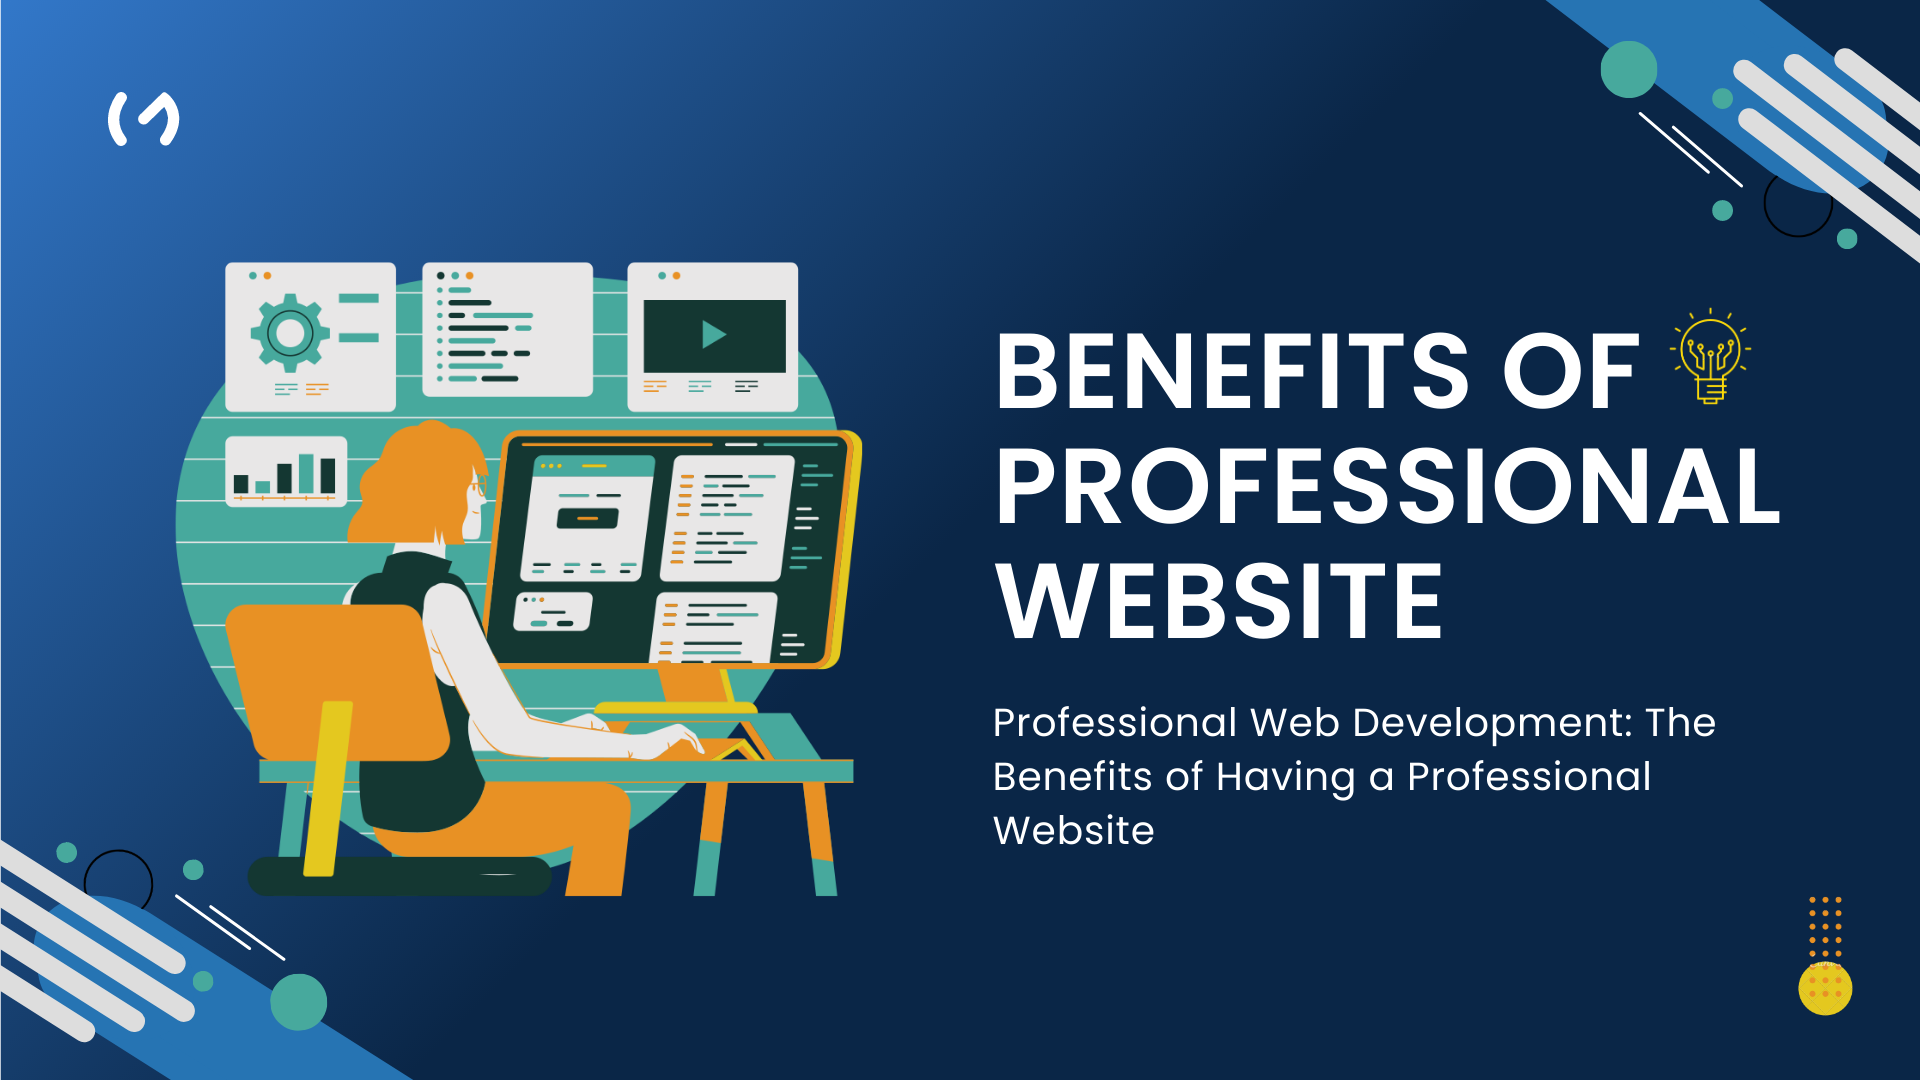 BENEFITS OF
PROFESSIONAL
WEBSITE
Professional Web Development: The
Benefits of Having a Professional
Website